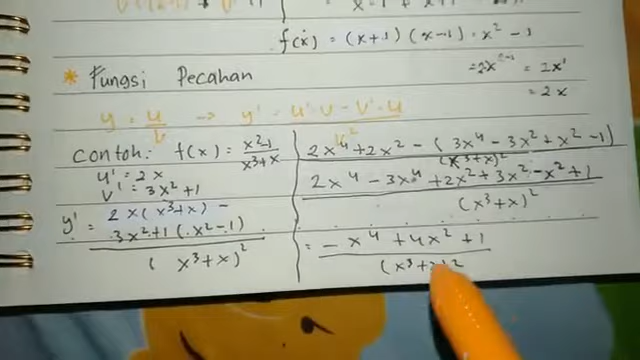 f(x) = (x+1) (x-1) = x² - 1
* Fungsi Pecahan
= 2x²⁻¹ = 2x¹
= 2x
y = u/v → y' = u'v - v'.u / v²
Contoh: f(x) = x²-1 / x³+x
u' = 2x
v' = 3x²+1
y' = 2x(x³+x) - 3x²+1(x²-1) / (x³+x)²
2x⁴ + 2x² - (3x⁴ - 3x² + x² - 1) / (x³+x)²
2x⁴ - 3x⁴ + 2x² + 3x² - x² + 1 / (x³+x)²
= - x⁴ + 4x² + 1 / (x³+x)²